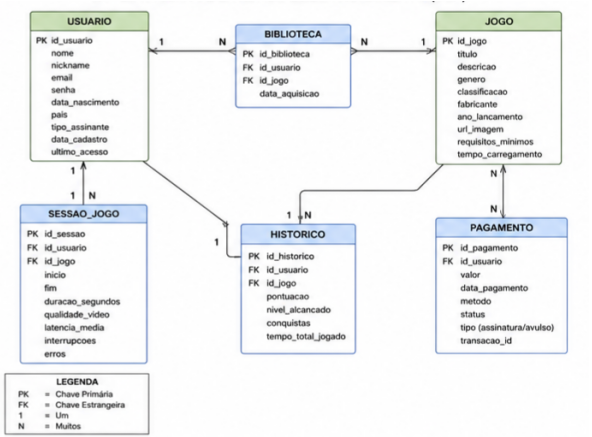 USUARIO
PK id_usuario
nome
nickname
email
senha
data_nascimento
pais
tipo_assinante
data_cadastro
ultimo_acesso
1
N
BIBLIOTECA
PK id_biblioteca
FK id_usuario
FK id_jogo
data_aquisicao
N
1
JOGO
PK id_jogo
titulo
descricao
genero
classificacao
fabricante
ano_lancamento
url_imagem
requisitos_minimos
tempo_carregamento
1
1 N
SESSAO_JOGO
PK id_sessao
FK id_usuario
FK id_jogo
inicio
fim
duracao_segundos
qualidade_video
latencia_media
interrupcoes
erros
1
1 N
HISTORICO
PK id_historico
FK id_usuario
FK id_jogo
pontuacao
nivel_alcancado
conquistas
tempo_total_jogado
N
N
PAGAMENTO
PK id_pagamento
FK id_usuario
valor
data_pagamento
metodo
status
tipo (assinatura/avulso)
transacao_id
LEGENDA
PK = Chave Primária
FK = Chave Estrangeira
1 = Um
N = Muitos